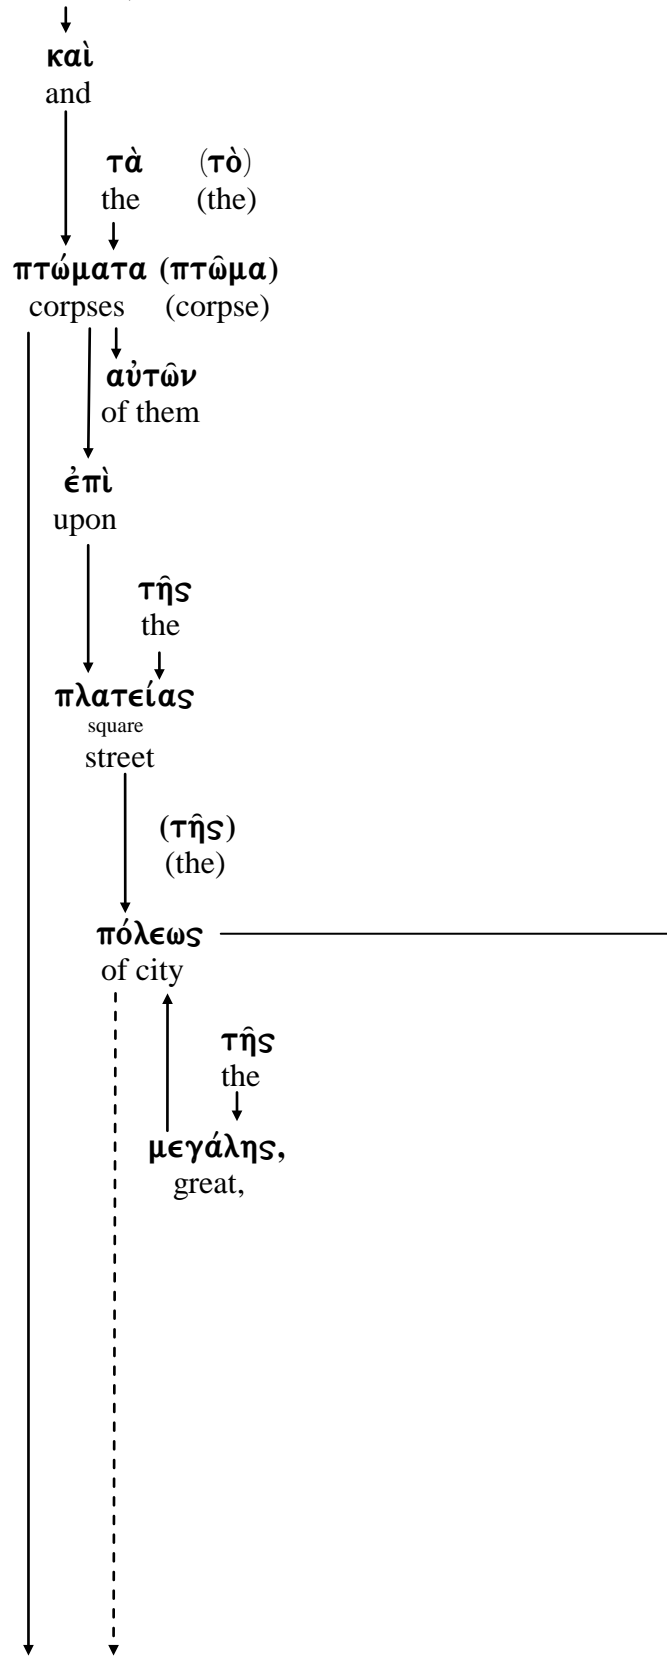 καὶ
and
τὰ (τὸ)
the (the)
πτώματα (πτῶμα)
corpses (corpse)
αὐτῶν
of them
ἐπὶ
upon
τῆς
the
πλατείας
square
street
(τῆς)
(the)
πόλεως
of city
τῆς
the
μεγάλης,
great,